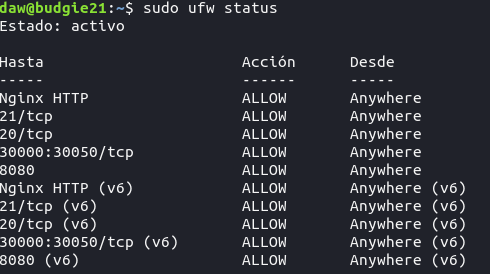 daw@budgie21:~$ sudo ufw status
Estado: activo
Hasta Acción Desde
----- ------ -----
Nginx HTTP ALLOW Anywhere
21/tcp ALLOW Anywhere
20/tcp ALLOW Anywhere
30000:30050/tcp ALLOW Anywhere
8080 ALLOW Anywhere
Nginx HTTP (v6) ALLOW Anywhere (v6)
21/tcp (v6) ALLOW Anywhere (v6)
20/tcp (v6) ALLOW Anywhere (v6)
30000:30050/tcp (v6) ALLOW Anywhere (v6)
8080 (v6) ALLOW Anywhere (v6)